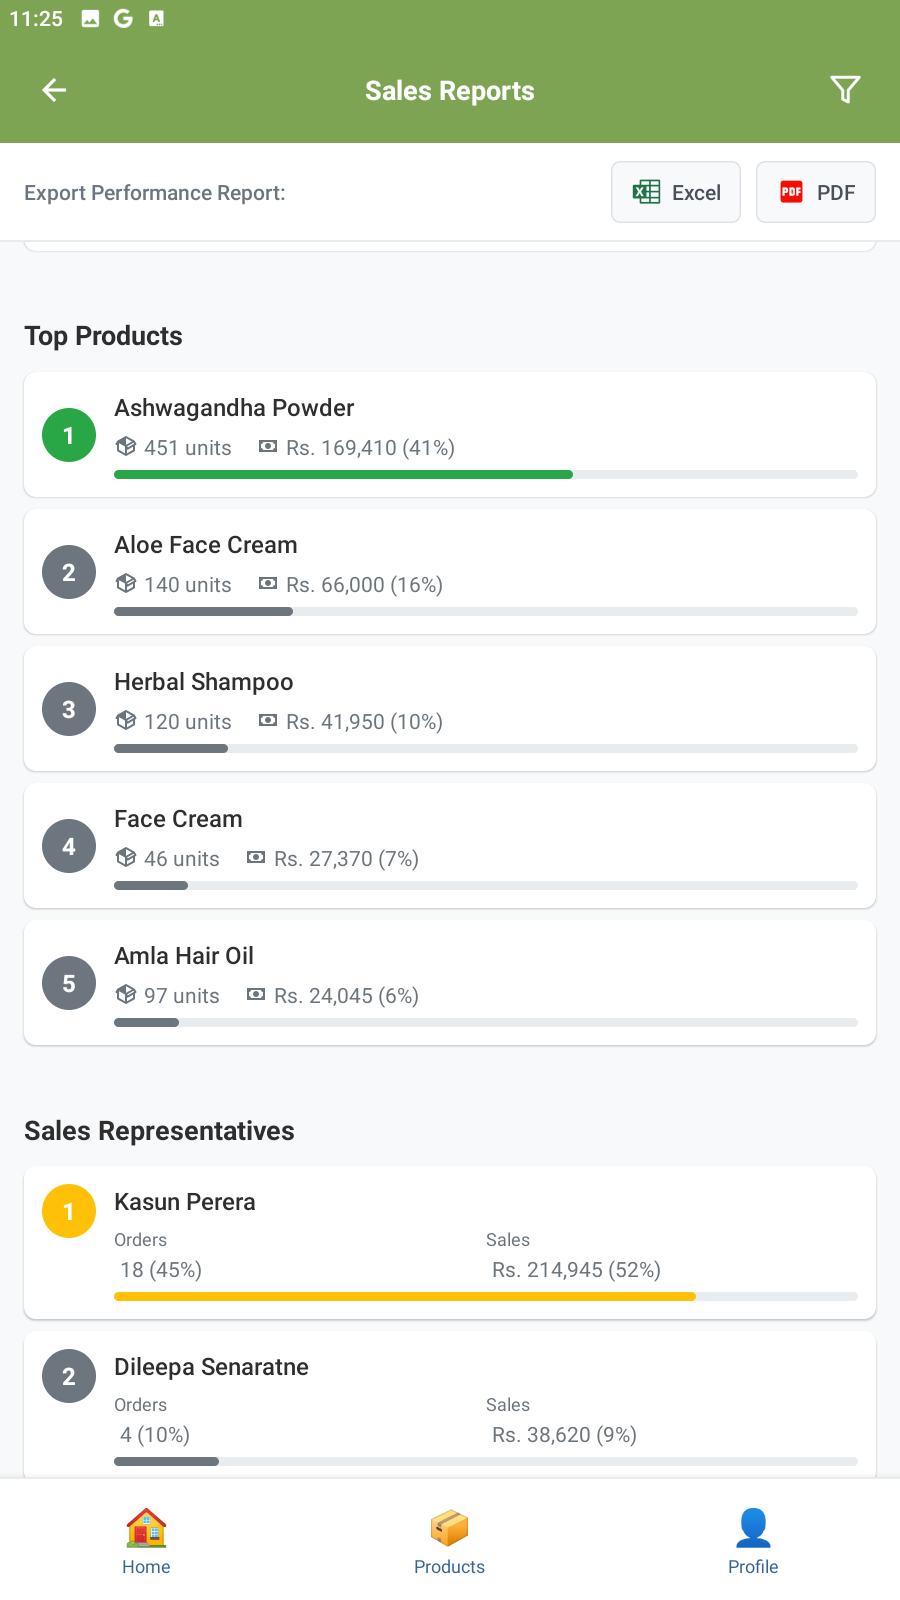 11:25
Sales Reports
Export Performance Report:
Excel
PDF
Top Products
1
Ashwagandha Powder
451 units
Rs. 169,410 (41%)
2
Aloe Face Cream
140 units
Rs. 66,000 (16%)
3
Herbal Shampoo
120 units
Rs. 41,950 (10%)
4
Face Cream
46 units
Rs. 27,370 (7%)
5
Amla Hair Oil
97 units
Rs. 24,045 (6%)
Sales Representatives
1
Kasun Perera
Orders
Sales
18 (45%)
Rs. 214,945 (52%)
2
Dileepa Senaratne
Orders
Sales
4 (10%)
Rs. 38,620 (9%)
Home
Products
Profile